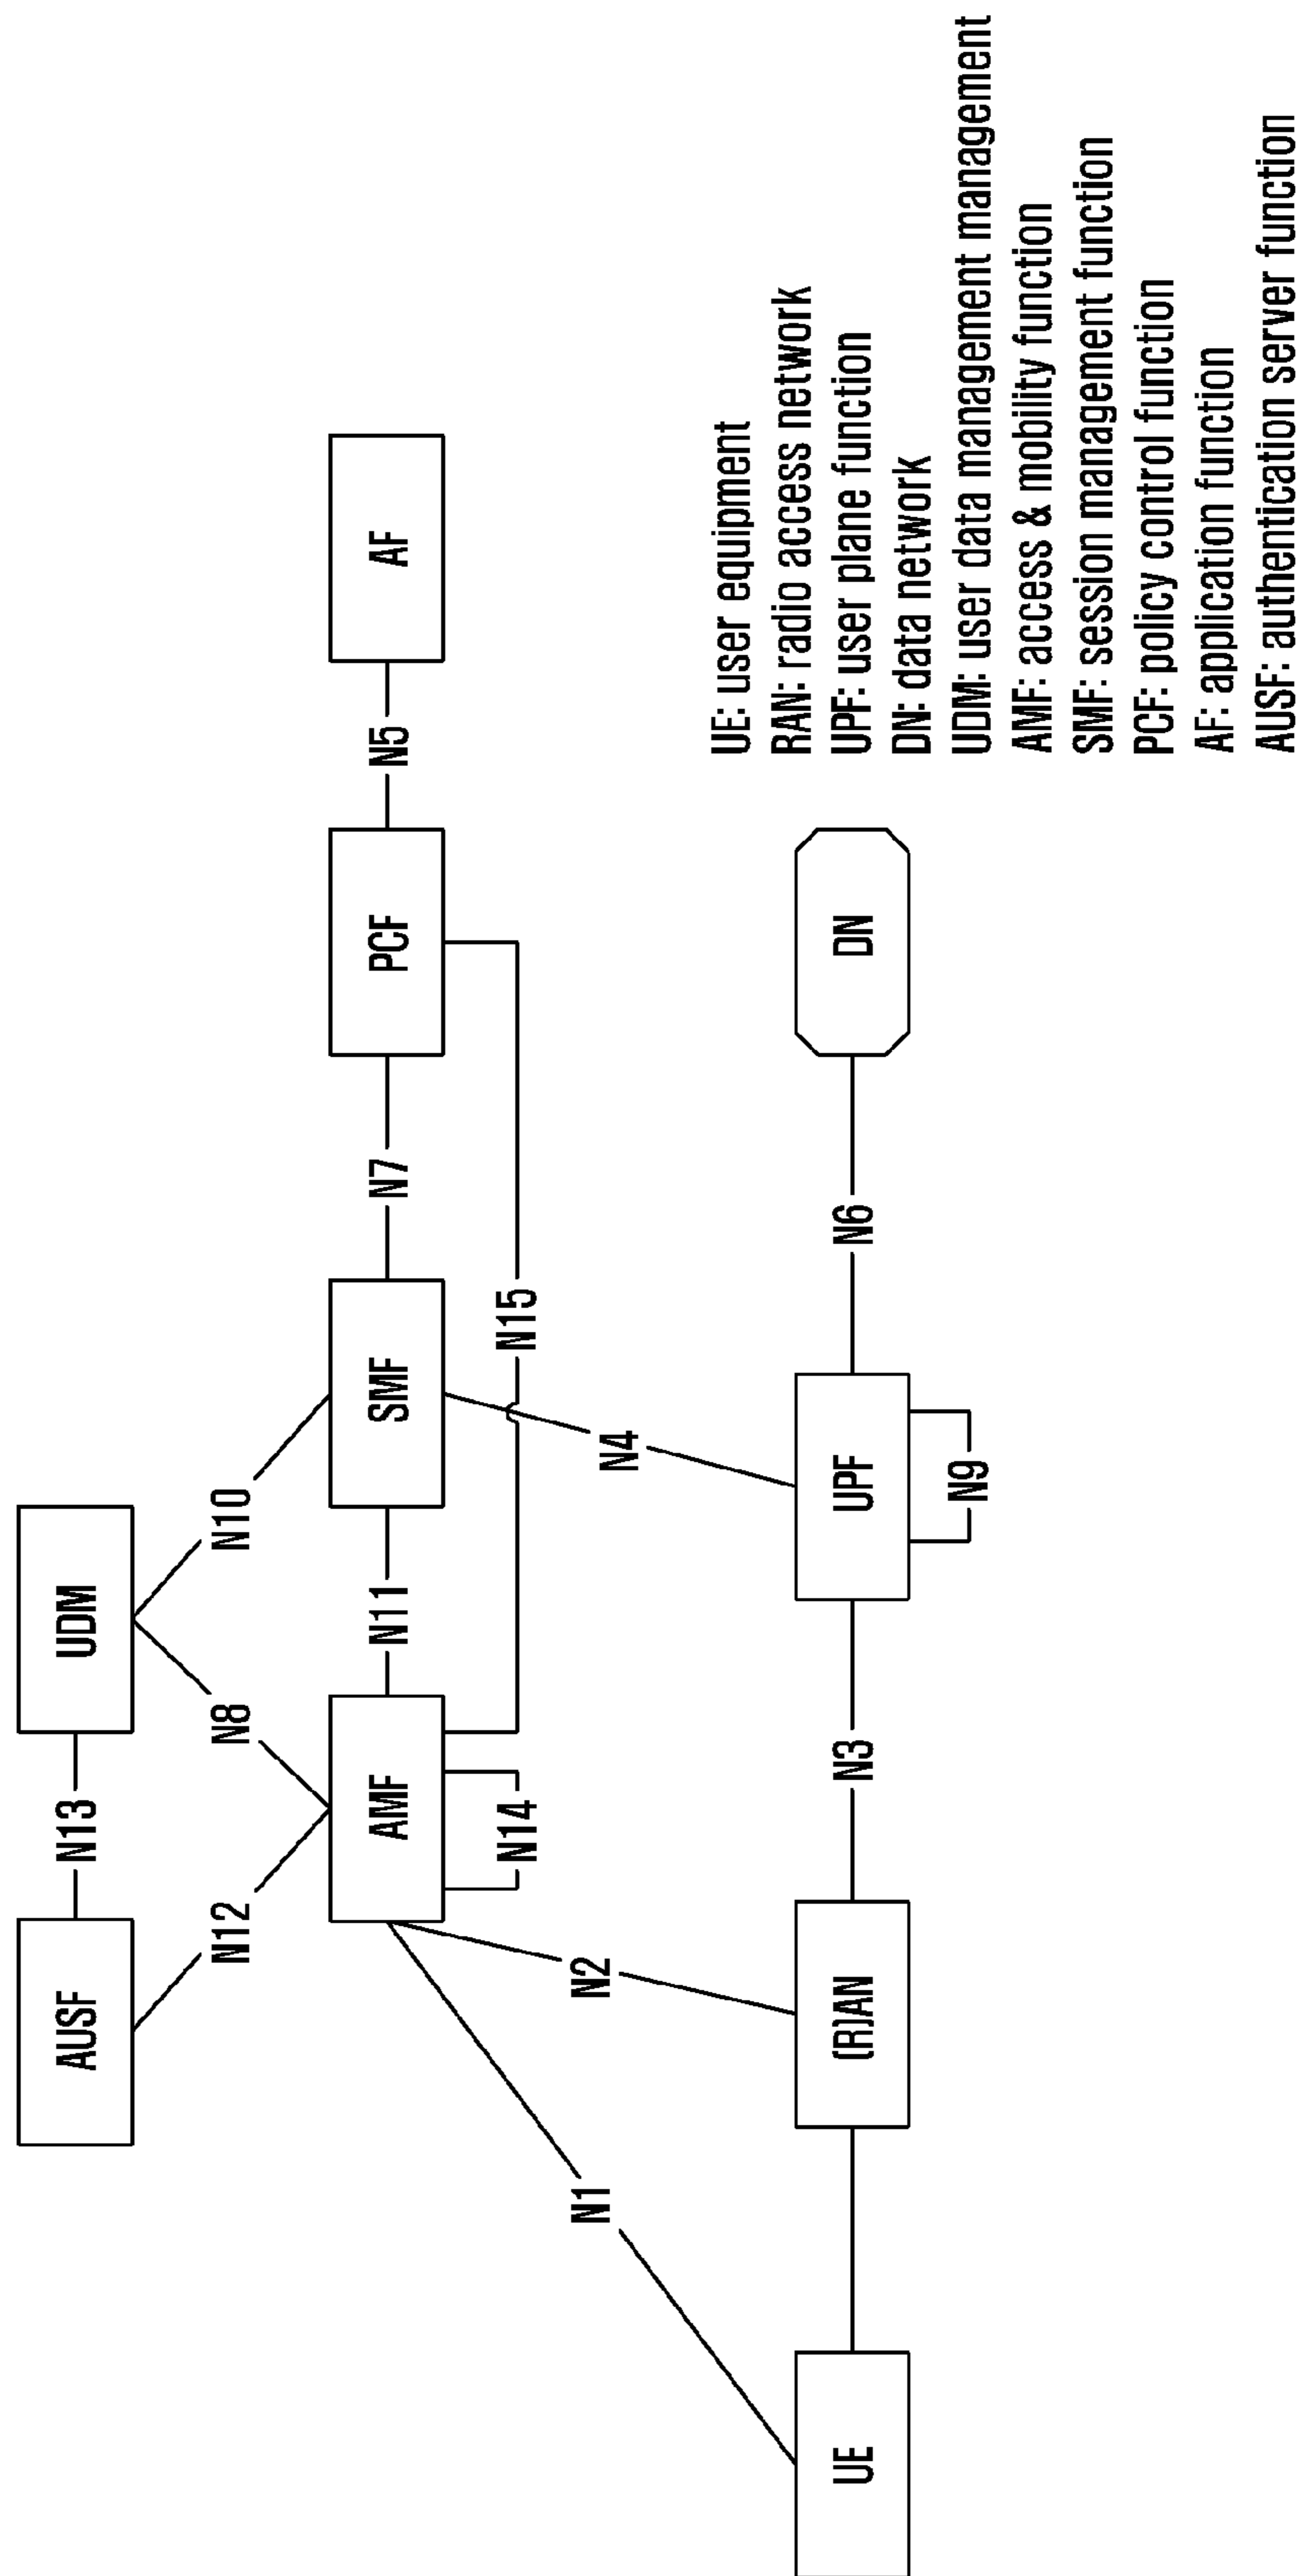 AUSF
N13
UDM
N12
N8
N10
AMF
N11
SMF
N7
PCF
N5
AF
N14
N15
N1
N2
N4
UE
(R)AN
N3
UPF
N6
DN
N9
UE: user equipment
RAN: radio access network
UPF: user plane function
DN: data network
UDM: user data management management
AMF: access & mobility function
SMF: session management function
PCF: policy control function
AF: application function
AUSF: authentication server function